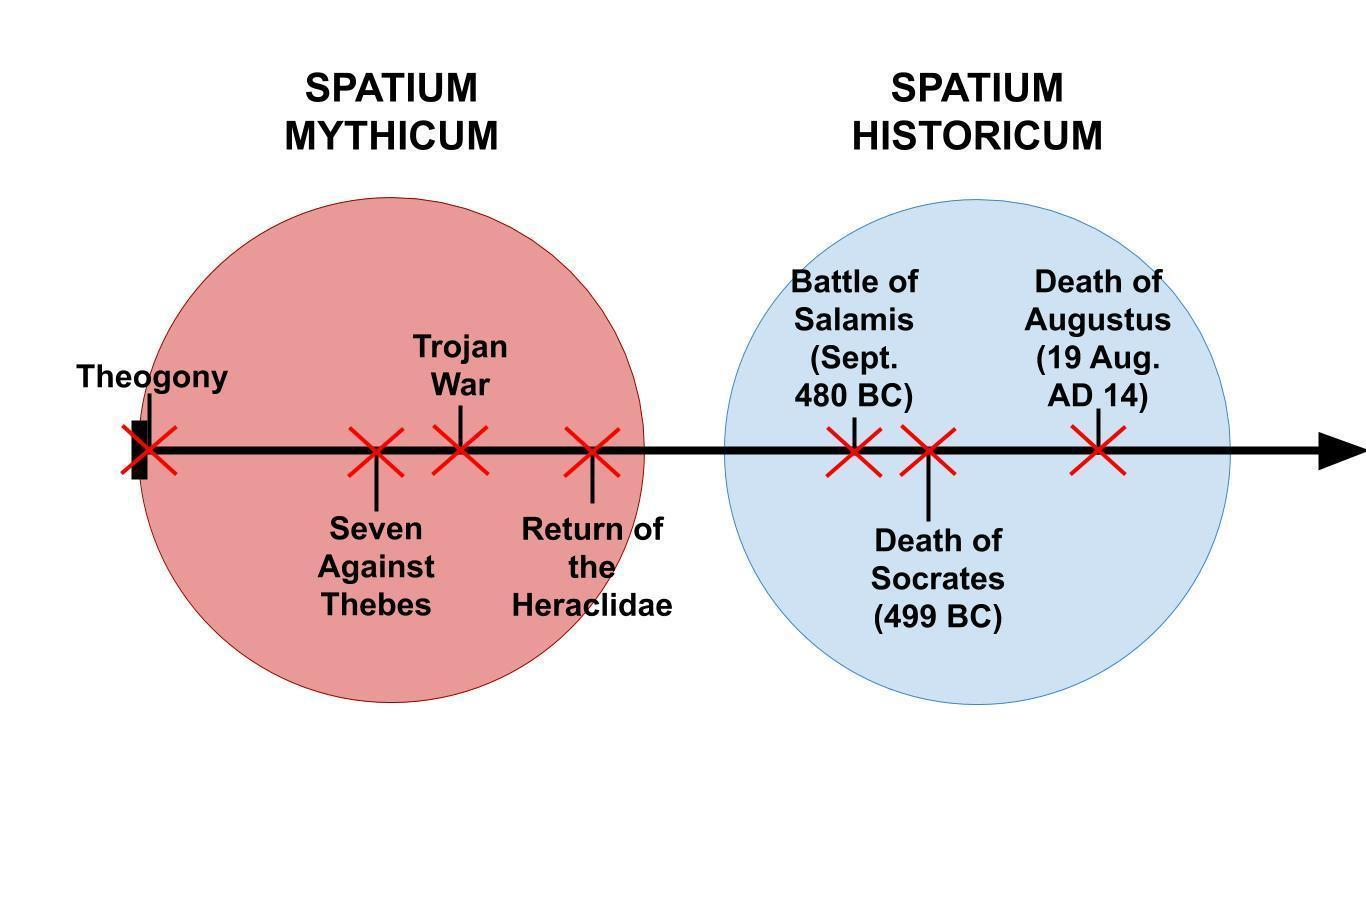 SPATIUM
MYTHICUM
SPATIUM
HISTORICUM
Theogony
Seven
Against
Thebes
Trojan
War
Return of
the
Heraclidae
Battle of
Salamis
(Sept.
480 BC)
Death of
Socrates
(499 BC)
Death of
Augustus
(19 Aug.
AD 14)